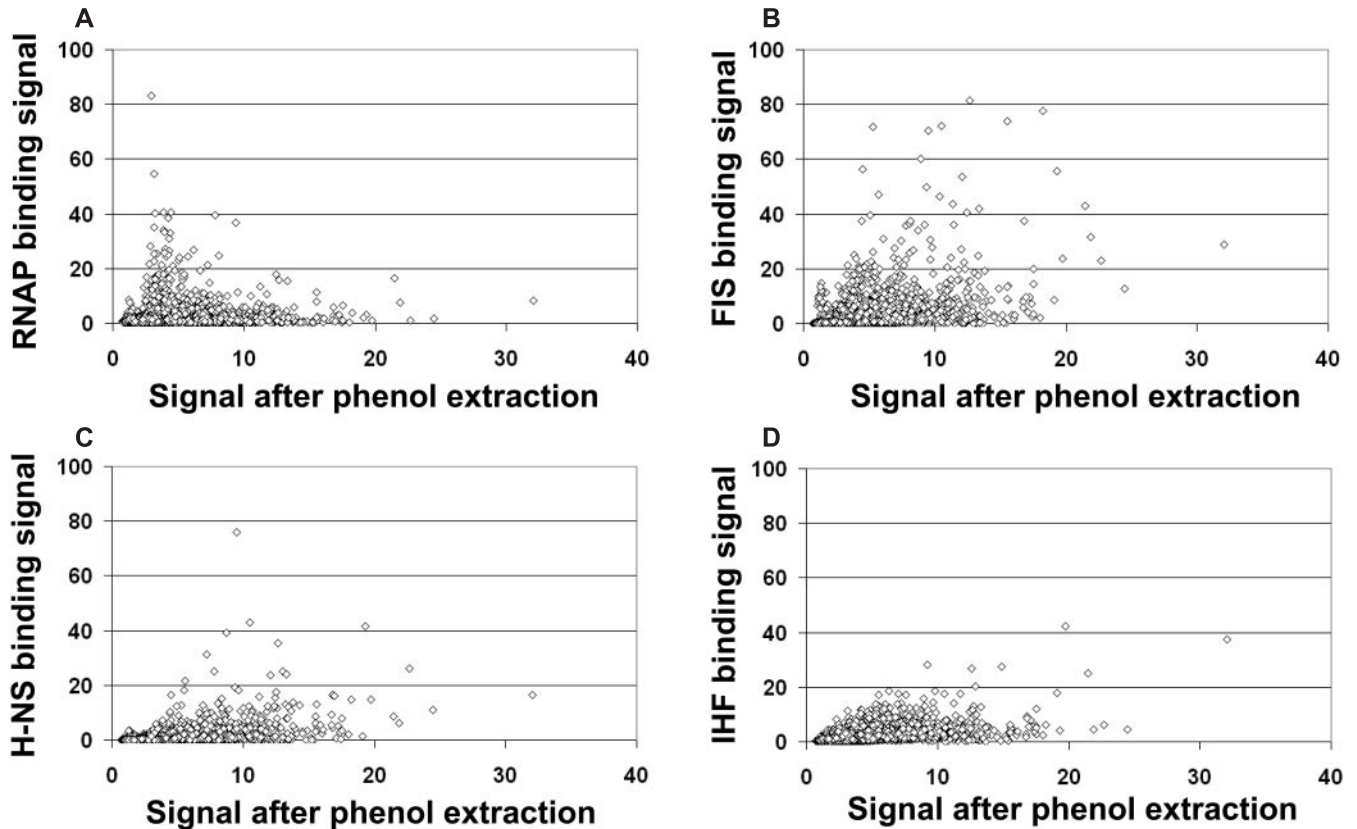 A
RNAP binding signal
100
80
60
40
20
0
0 10 20 30 40
Signal after phenol extraction
B
FIS binding signal
100
80
60
40
20
0
0 10 20 30 40
Signal after phenol extraction
C
H-NS binding signal
100
80
60
40
20
0
0 10 20 30 40
Signal after phenol extraction
D
IHF binding signal
100
80
60
40
20
0
0 10 20 30 40
Signal after phenol extraction